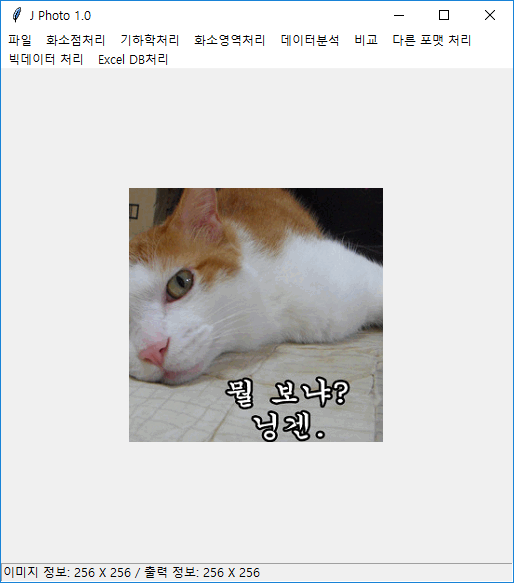 J Photo 1.0
파일 화소점처리 기하학처리 화소영역처리 데이터분석 비교 다른 포맷 처리
빅데이터 처리 Excel DB처리
뭘 보냐?
닝겐.
이미지 정보: 256 X 256 / 출력 정보: 256 X 256